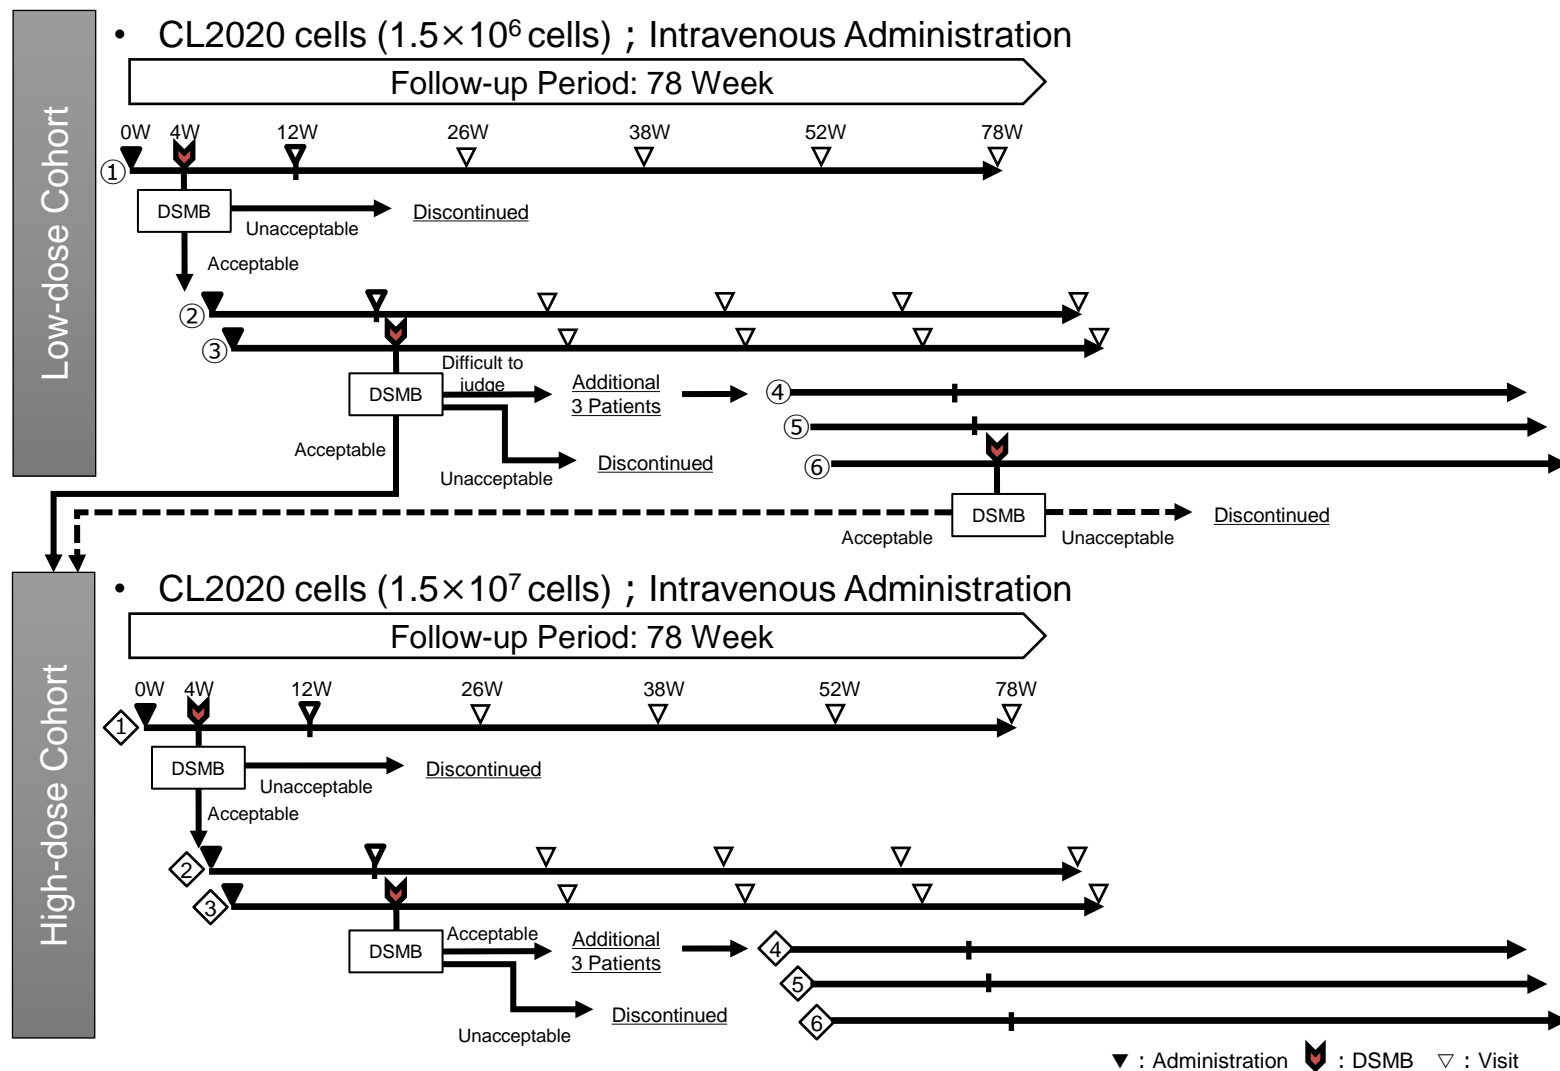 Low-dose Cohort
• CL2020 cells (1.5×10⁶ cells) ; Intravenous Administration
Follow-up Period: 78 Week
0W 4W 12W 26W 38W 52W 78W
①
DSMB
Unacceptable
Discontinued
Acceptable
②
③
DSMB
Difficult to
judge
Additional
3 Patients
④
⑤
⑥
Acceptable
Unacceptable
Discontinued
DSMB
Acceptable
Unacceptable
Discontinued
High-dose Cohort
• CL2020 cells (1.5×10⁷ cells) ; Intravenous Administration
Follow-up Period: 78 Week
0W 4W 12W 26W 38W 52W 78W
1
DSMB
Unacceptable
Discontinued
Acceptable
2
3
DSMB
Acceptable
Additional
3 Patients
4
5
6
Unacceptable
Discontinued
▼ : Administration : DSMB ▽ : Visit